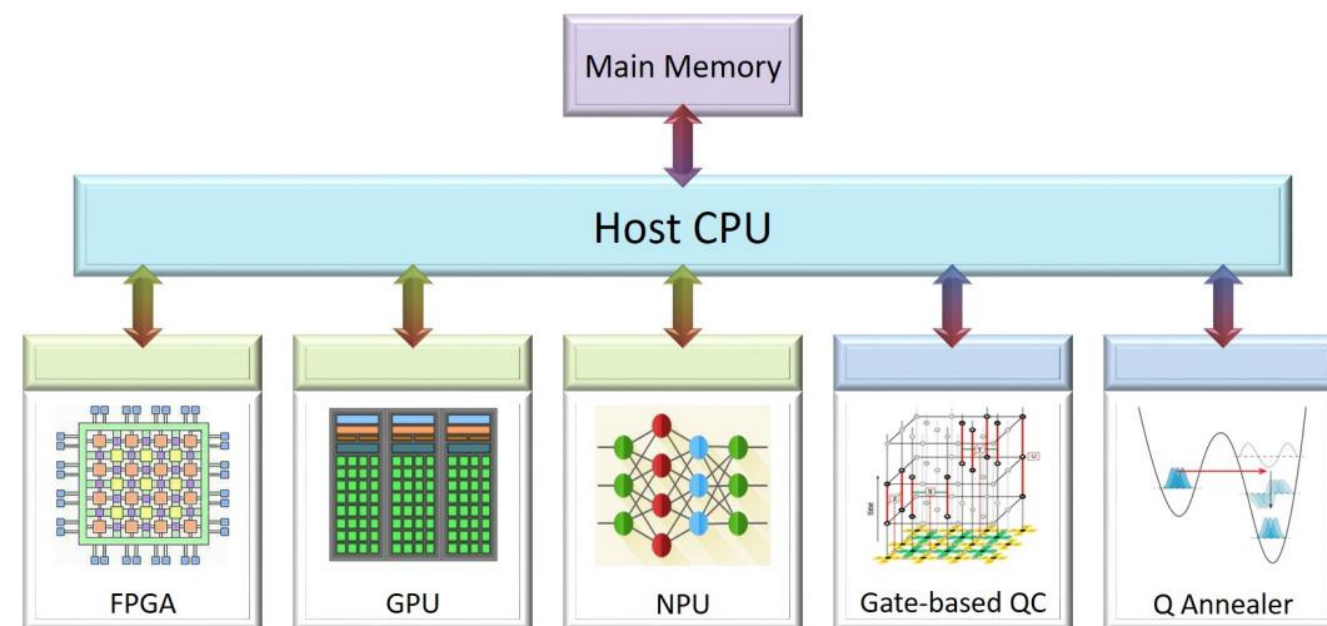 Main Memory
Host CPU
FPGA
GPU
NPU
Gate-based QC
Q Annealer